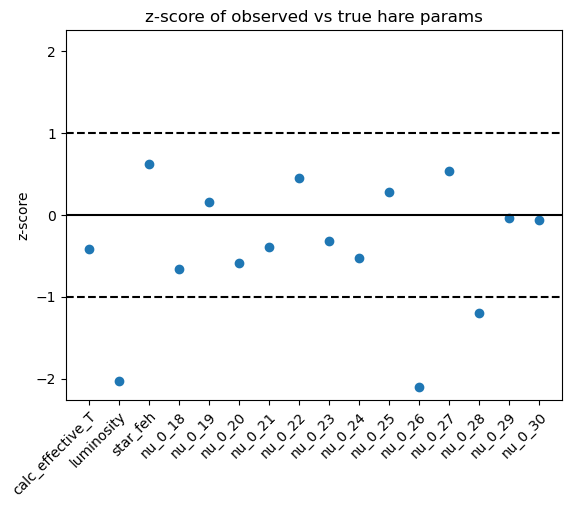 z-score of observed vs true hare params
2
1
0
−1
−2
z-score
calc_effective_T
luminosity
star_feh
nu_0_18
nu_0_19
nu_0_20
nu_0_21
nu_0_22
nu_0_23
nu_0_24
nu_0_25
nu_0_26
nu_0_27
nu_0_28
nu_0_29
nu_0_30